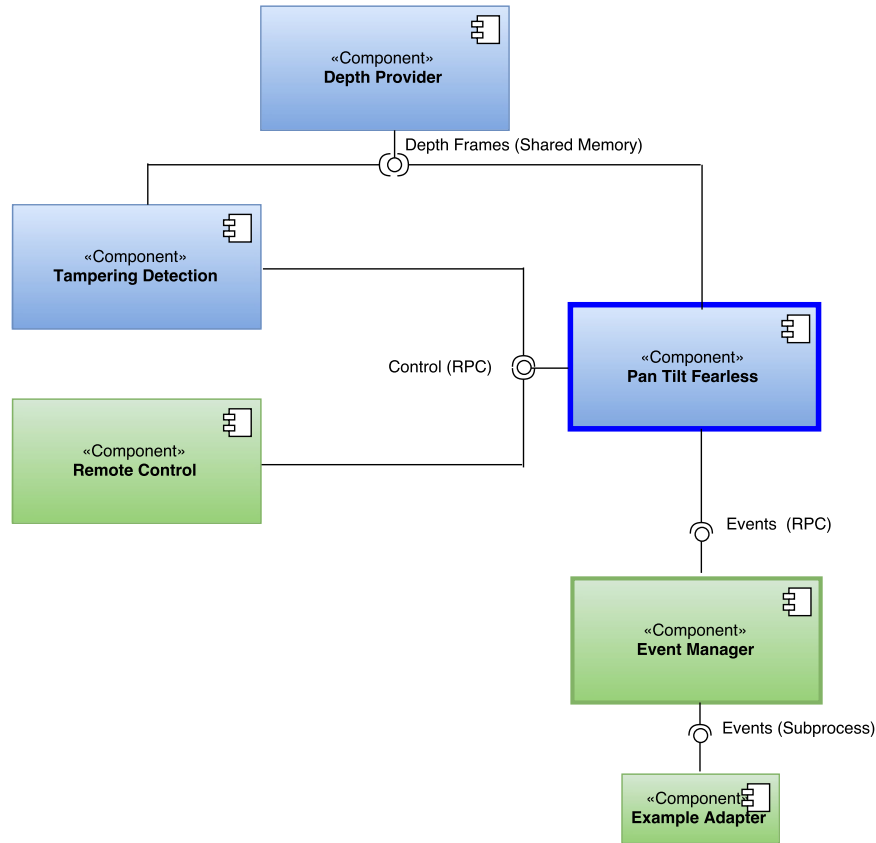 «Component»
Depth Provider
Depth Frames (Shared Memory)
«Component»
Tampering Detection
Control (RPC)
«Component»
Pan Tilt Fearless
«Component»
Remote Control
Events  (RPC)
«Component»
Event Manager
Events (Subprocess)
«Component»
Example Adapter